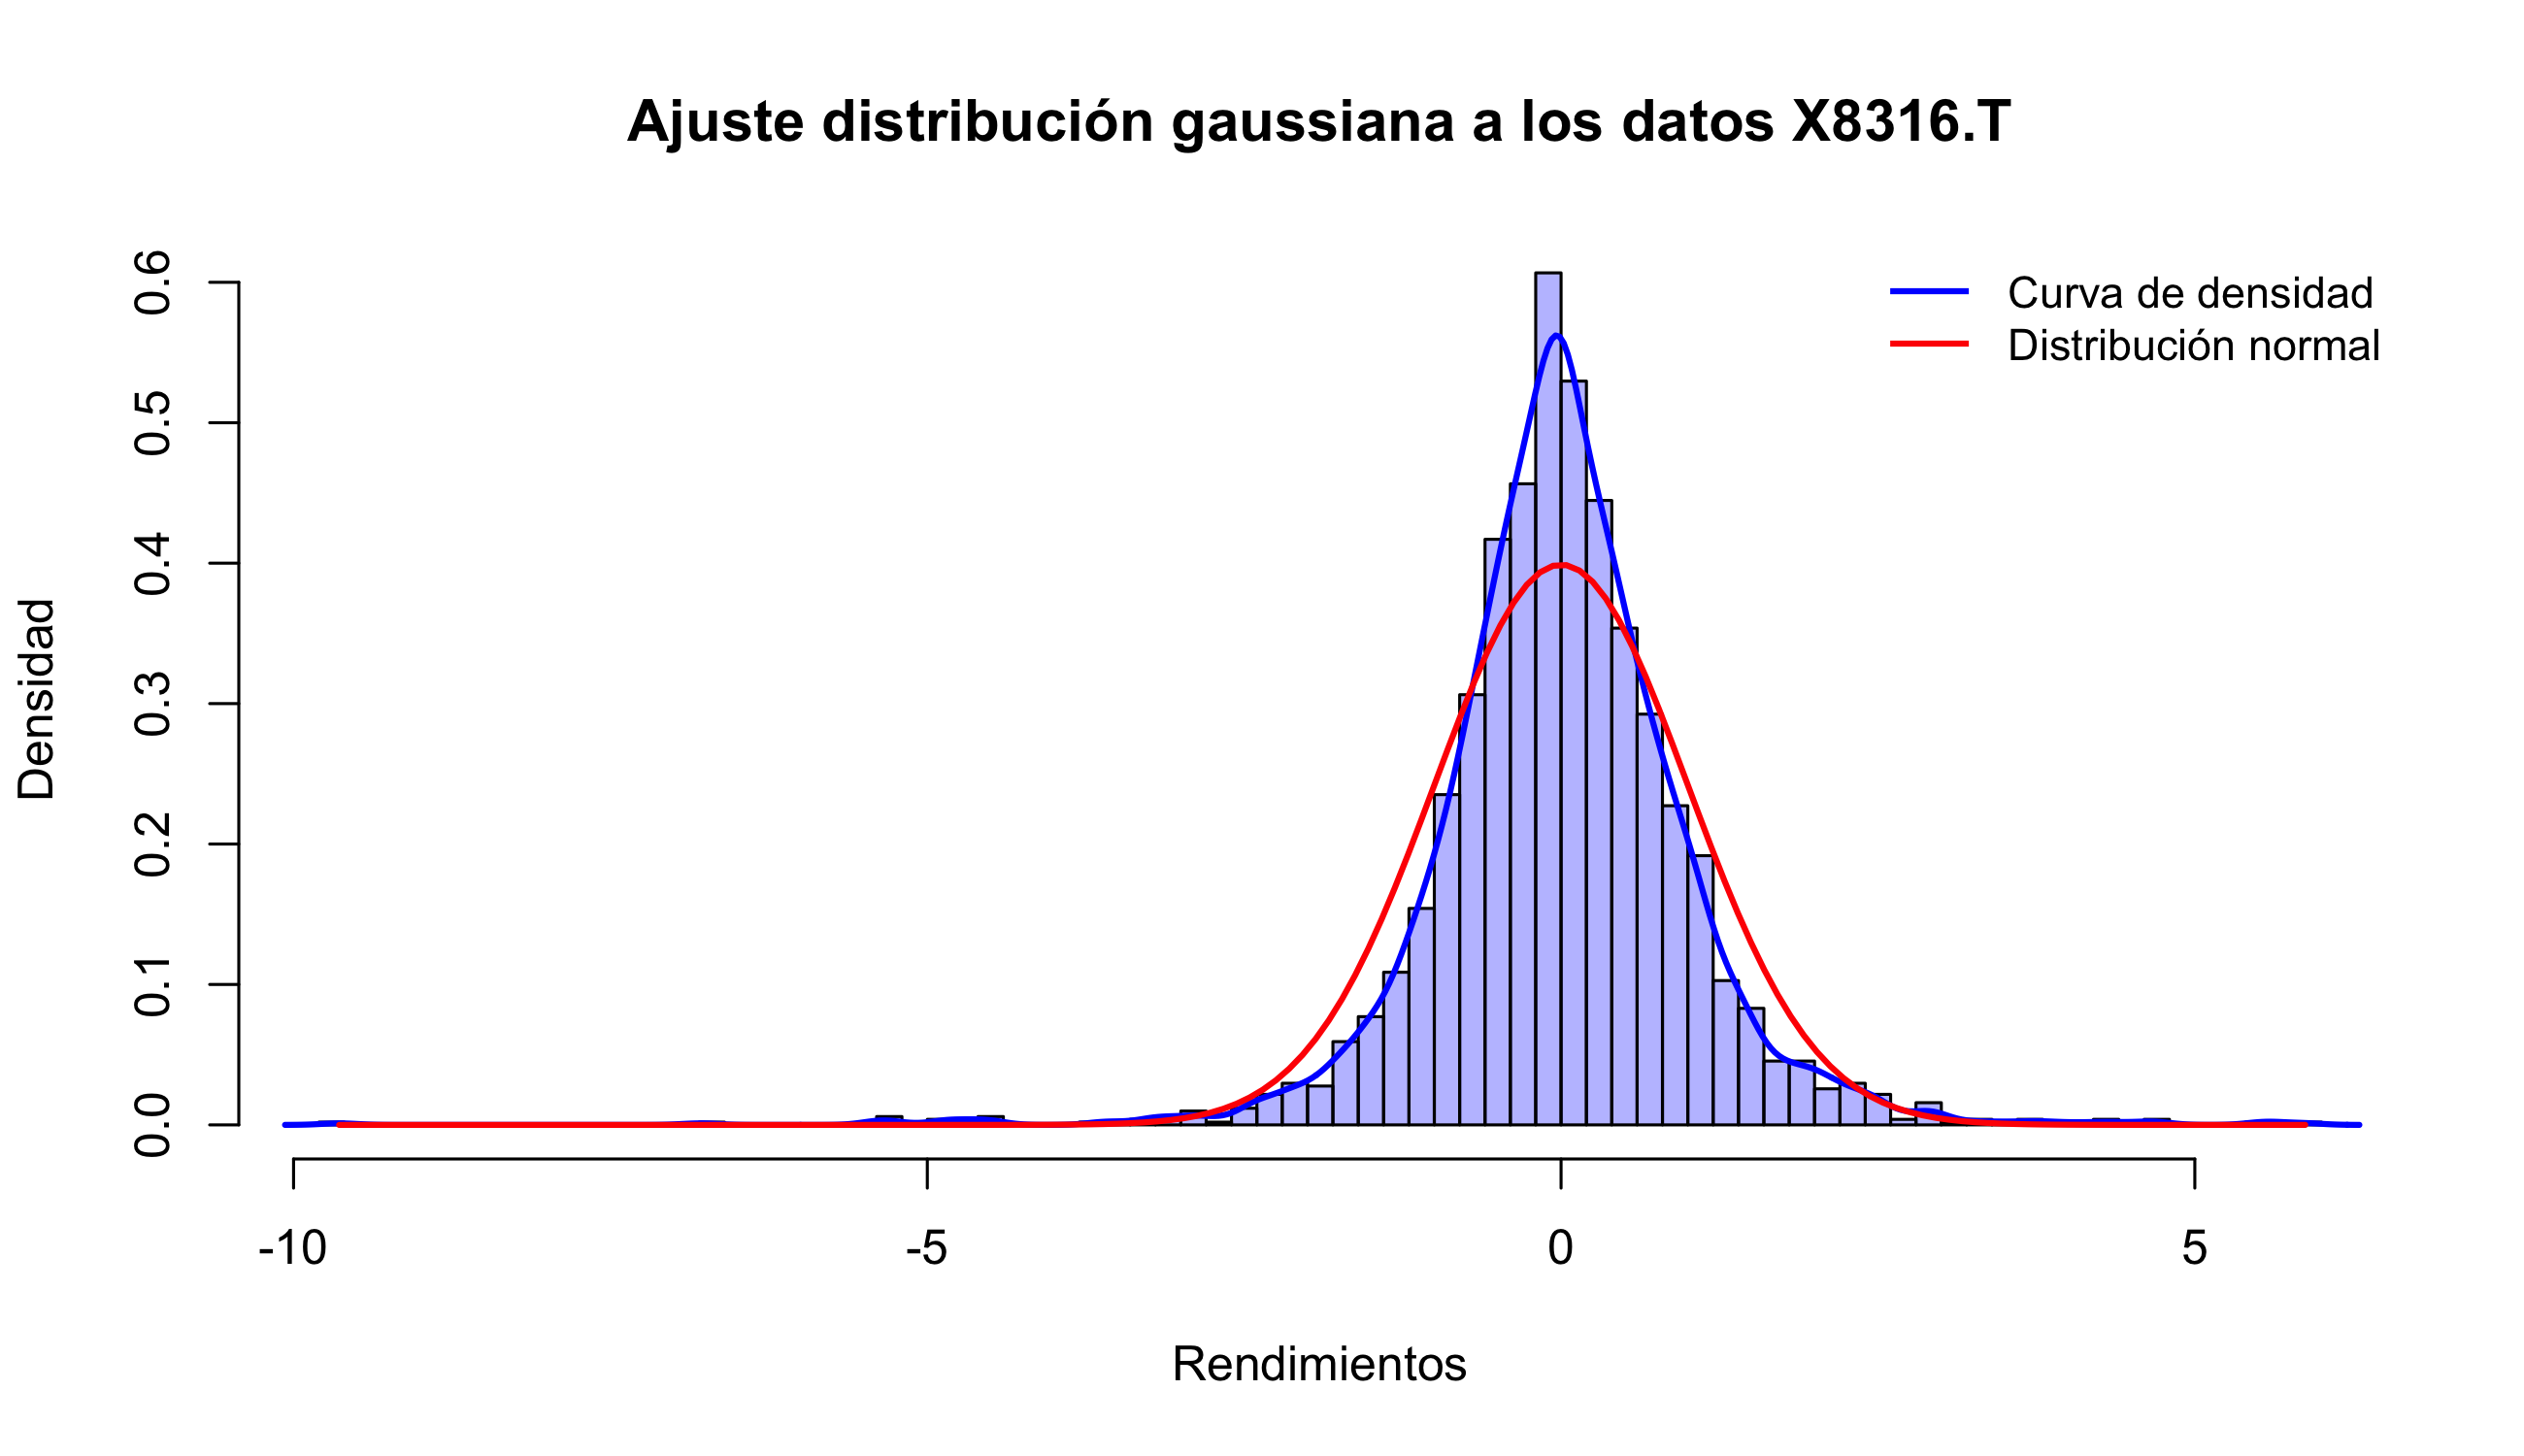 Ajuste distribución gaussiana a los datos X8316.T
Curva de densidad
Distribución normal
Densidad
0.6
0.5
0.4
0.3
0.2
0.1
0.0
-10
-5
0
5
Rendimientos